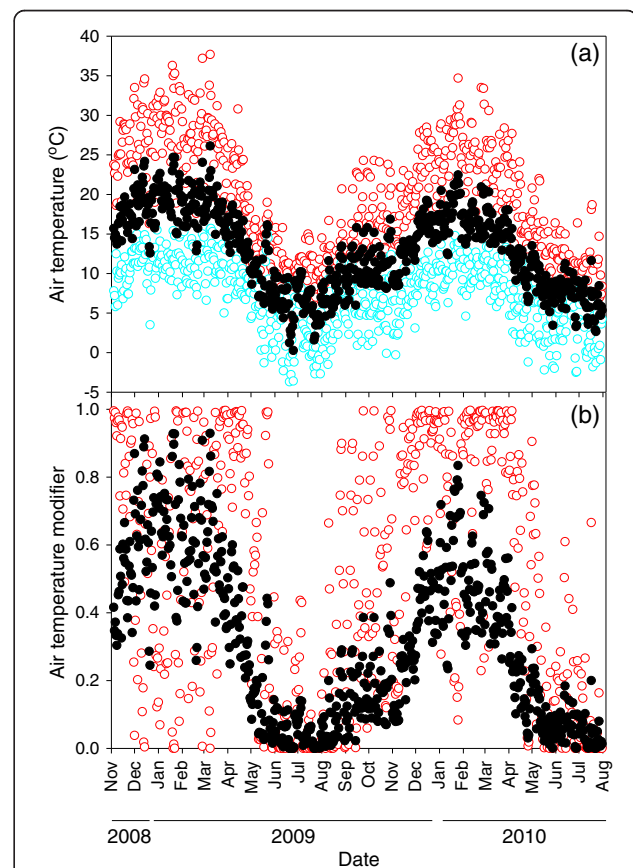 (a)
Air temperature (°C)
40
35
30
25
20
15
10
5
0
-5
(b)
Air temperature modifier
1.0
0.8
0.6
0.4
0.2
0.0
Nov Dec Jan Feb Mar Apr May Jun Jul Aug Sep Oct Nov Dec Jan Feb Mar Apr May Jun Jul Aug
2008 2009 2010
Date